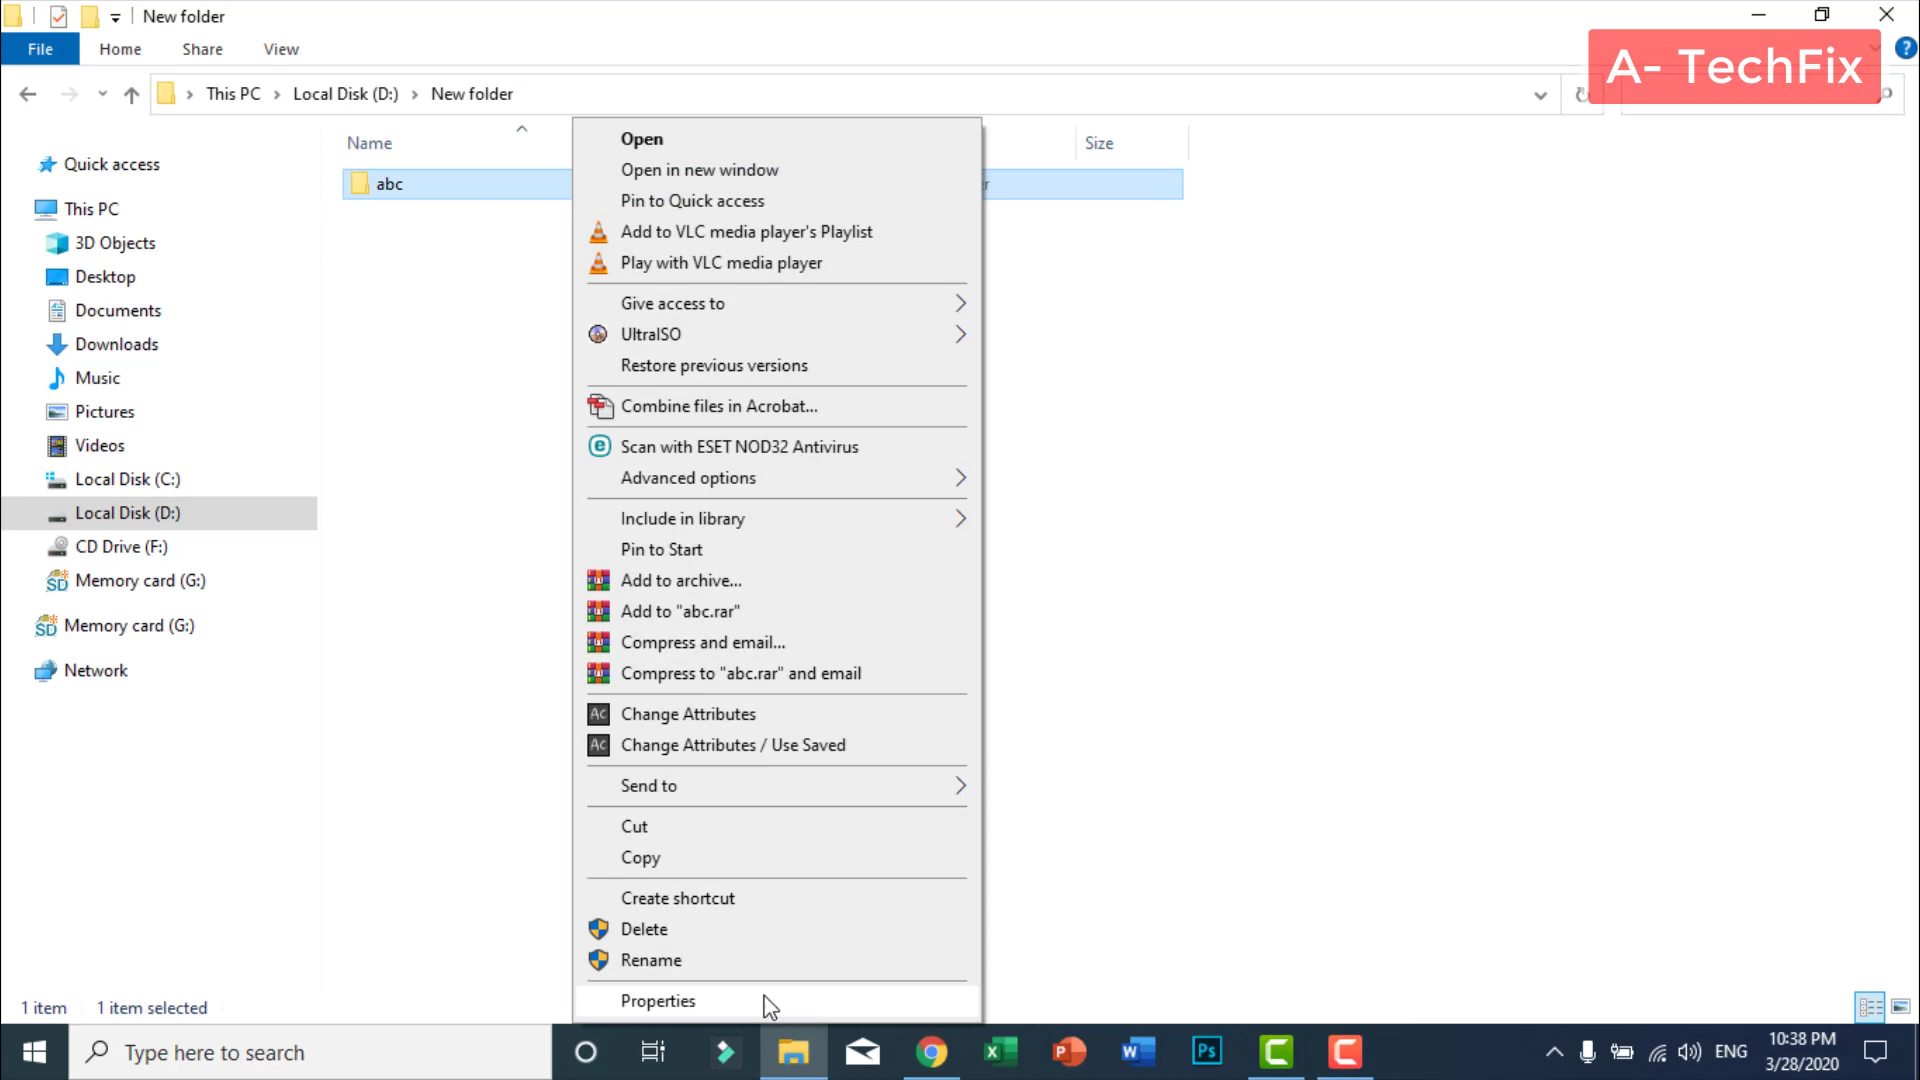 New folder
File
Home
Share
View
A- TechFix
This PC
Local Disk (D:)
New folder
Name
Size
Quick access
This PC
3D Objects
Desktop
Documents
Downloads
Music
Pictures
Videos
Local Disk (C:)
Local Disk (D:)
CD Drive (F:)
Memory card (G:)
Memory card (G:)
Network
abc
Open
Open in new window
Pin to Quick access
Add to VLC media player's Playlist
Play with VLC media player
Give access to
UltraISO
Restore previous versions
Combine files in Acrobat...
Scan with ESET NOD32 Antivirus
Advanced options
Include in library
Pin to Start
Add to archive...
Add to "abc.rar"
Compress and email...
Compress to "abc.rar" and email
Change Attributes
Change Attributes / Use Saved
Send to
Cut
Copy
Create shortcut
Delete
Rename
Properties
1 item
1 item selected
Type here to search
ENG
10:38 PM
3/28/2020